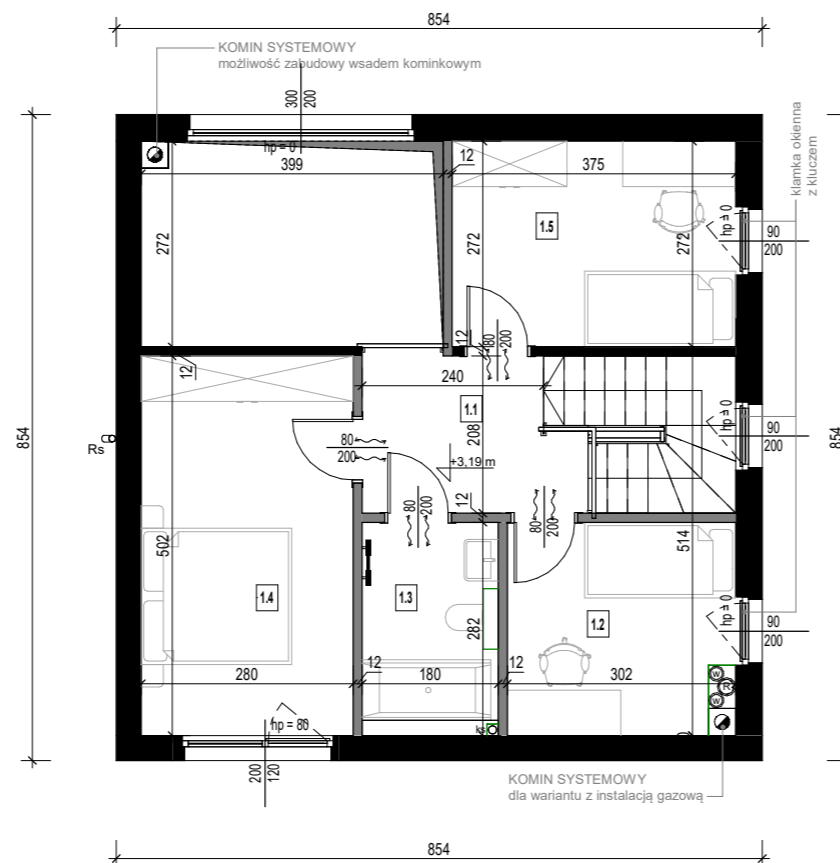 854
KOMIN SYSTEMOWY
możliwość zabudowy wsadem kominkowym
300
200
klamka okienna
z kluczem
hp = 0
399
12
375
1.5
272
272
272
hp = 0
90
200
12
80
200
12
240
1.1
208
hp = 0
90
200
854
854
Rs
80
200
+3,19 m
80
200
12
80
200
502
514
1.4
1.3
282
1.2
hp = 0
90
200
280
12
180
12
302
W
R
W
hp = 80
ks
200
120
KOMIN SYSTEMOWY
dla wariantu z instalacją gazową
854